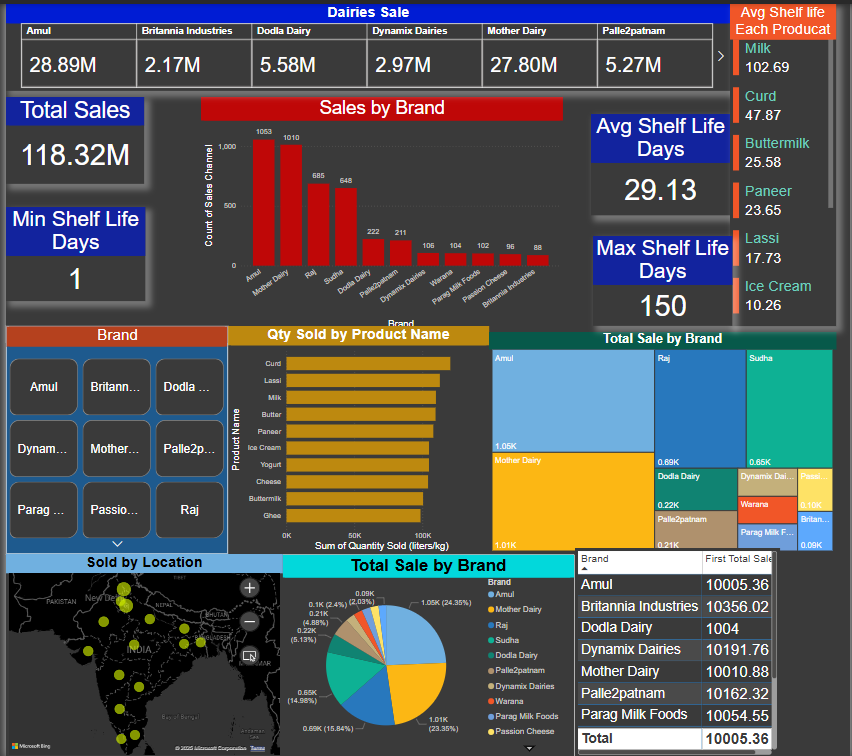 Dairies Sale
Amul
Britannia Industries
Dodla Dairy
Dynamix Dairies
Mother Dairy
Palle2patnam
28.89M
2.17M
5.58M
2.97M
27.80M
5.27M
Avg Shelf life
Each Producat
Milk
102.69
Curd
47.87
Buttermilk
25.58
Paneer
23.65
Lassi
17.73
Ice Cream
10.26
Total Sales
118.32M
Min Shelf Life
Days
1
Sales by Brand
Count of Sales Channel
1,000
500
0
1053
1010
685
648
222
211
106
104
102
96
88
Amul
Mother Dairy
Raj
Sudha
Dodla Dairy
Palle2patnam
Dynamix Dairies
Warana
Parag Milk Foods
Passion Cheese
Britannia Industries
Brand
Avg Shelf Life
Days
29.13
Max Shelf Life
Days
150
Brand
Amul
Britann...
Dodla ...
Dynam...
Mother...
Palle2p...
Parag ...
Passio...
Raj
Qty Sold by Product Name
Product Name
Curd
Lassi
Milk
Butter
Paneer
Ice Cream
Yogurt
Cheese
Buttermilk
Ghee
0K
50K
100K
Sum of Quantity Sold (liters/kg)
Total Sale by Brand
Amul
1.05K
Mother Dairy
1.01K
Raj
0.69K
Sudha
0.65K
Dodla Dairy
0.22K
Palle2patnam
0.21K
Dynamix Dai...
Warana
Parag Milk F...
Passi...
0.10K
Britan...
0.09K
Sold by Location
PAKISTAN
New Delhi
NEPAL
BHUTAN
BANGLADESH
INDIA
Bay of Bengal
Andaman
Sea
Microsoft Bing
© 2025 Microsoft Corporation
Terms
Total Sale by Brand
1.05K (24.35%)
1.01K
(23.35%)
0.69K (15.84%)
0.65K
(14.98%)
0.22K
(5.13%)
0.21K
(4.88%)
0.1K (2.4%)
0.09K
(2.03%)
Brand
Amul
Mother Dairy
Raj
Sudha
Dodla Dairy
Palle2patnam
Dynamix Dairies
Warana
Parag Milk Foods
Passion Cheese
Brand
First Total Sale
Amul 10005.36
Britannia Industries 10356.02
Dodla Dairy 1004
Dynamix Dairies 10191.76
Mother Dairy 10010.88
Palle2patnam 10162.32
Parag Milk Foods 10054.55
Total 10005.36